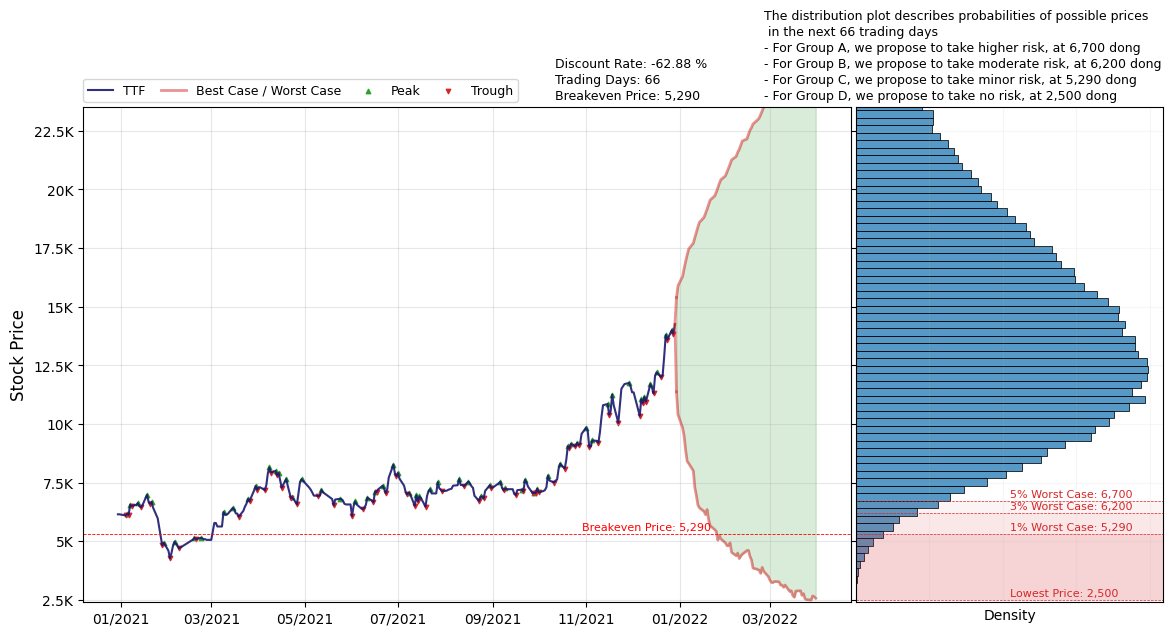 The distribution plot describes probabilities of possible prices
in the next 66 trading days
- For Group A, we propose to take higher risk, at 6,700 dong
- For Group B, we propose to take moderate risk, at 6,200 dong
- For Group C, we propose to take minor risk, at 5,290 dong
- For Group D, we propose to take no risk, at 2,500 dong
Discount Rate: -62.88 %
Trading Days: 66
Breakeven Price: 5,290
TTF
Best Case / Worst Case
Peak
Trough
Stock Price
22.5K
20K
17.5K
15K
12.5K
10K
7.5K
5K
2.5K
Breakeven Price: 5,290
5% Worst Case: 6,700
3% Worst Case: 6,200
1% Worst Case: 5,290
Lowest Price: 2,500
01/2021
03/2021
05/2021
07/2021
09/2021
11/2021
01/2022
03/2022
Density